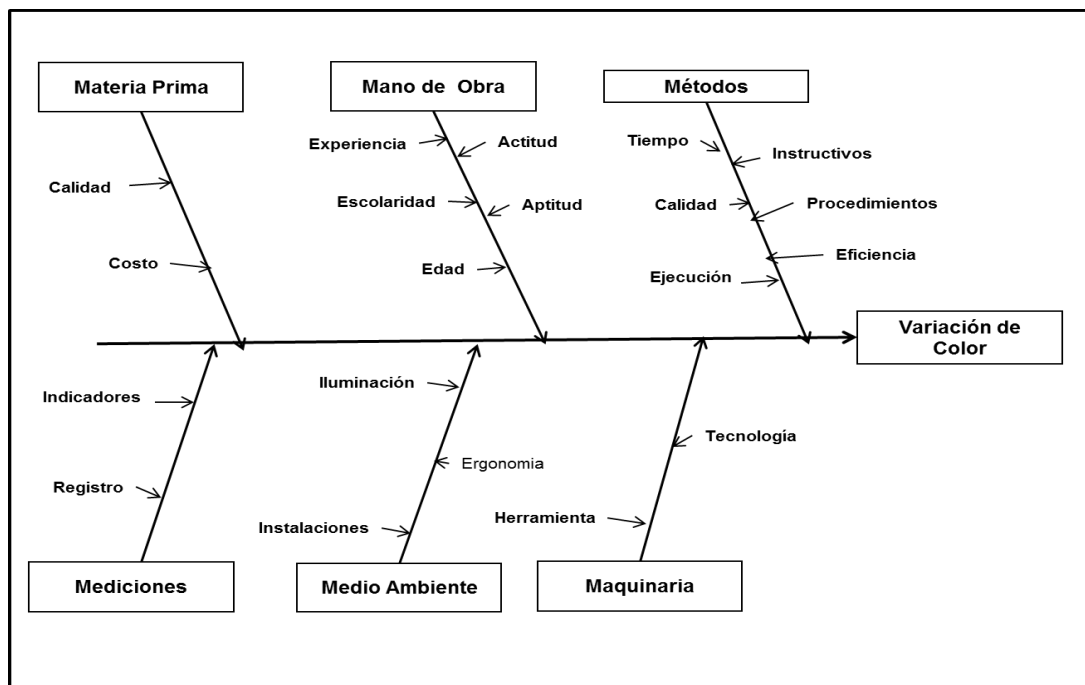 Materia Prima
Mano de  Obra
Métodos
Experiencia
Actitud
Tiempo
Instructivos
Calidad
Escolaridad
Aptitud
Calidad
Procedimientos
Costo
Edad
Eficiencia
Ejecución
Variación de
Color
Indicadores
Iluminación
Tecnología
Registro
Ergonomia
Instalaciones
Herramienta
Mediciones
Medio Ambiente
Maquinaria